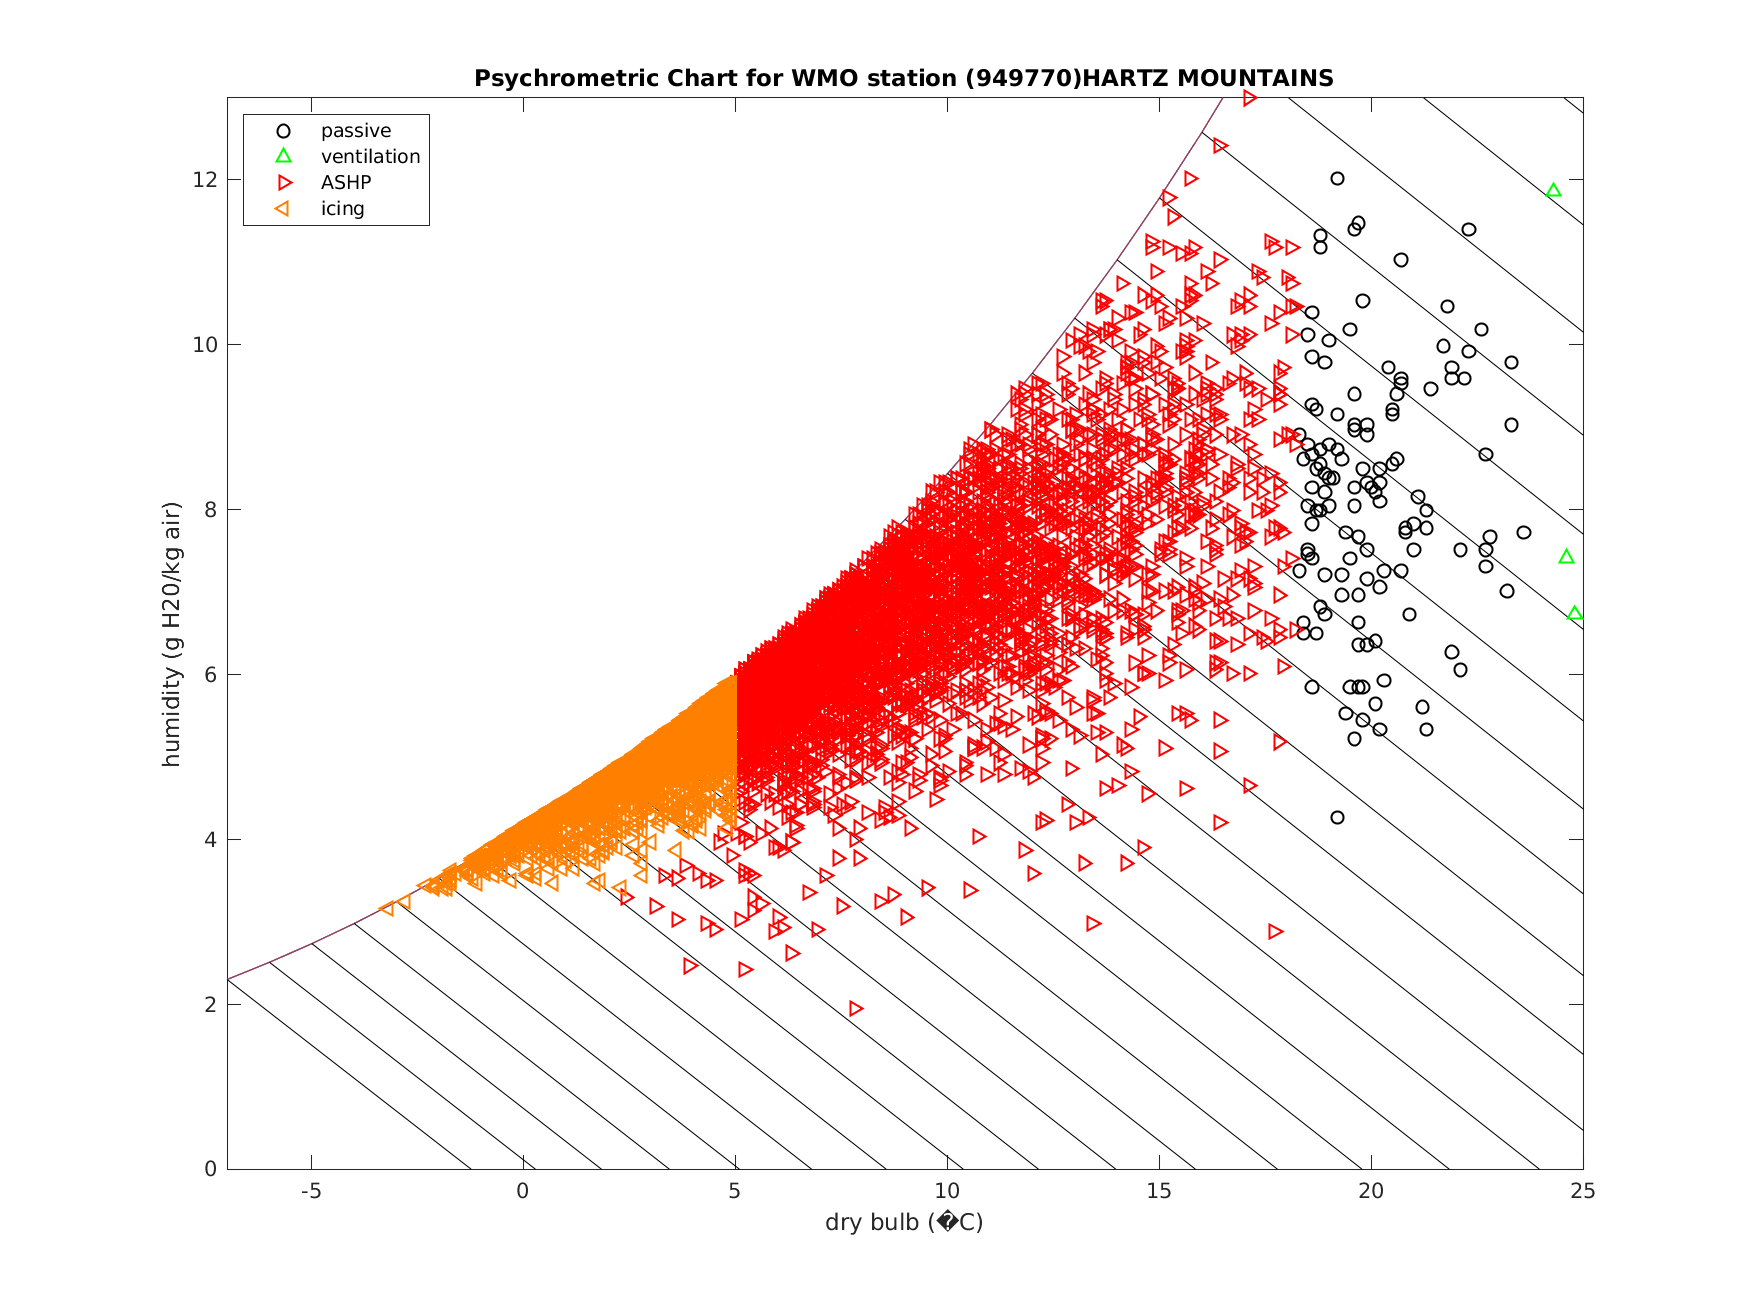 Psychrometric Chart for WMO station (949770)HARTZ MOUNTAINS
passive
ventilation
ASHP
icing
humidity (g H20/kg air)
12
10
8
6
4
2
0
-5 0 5 10 15 20 25
dry bulb (�C)